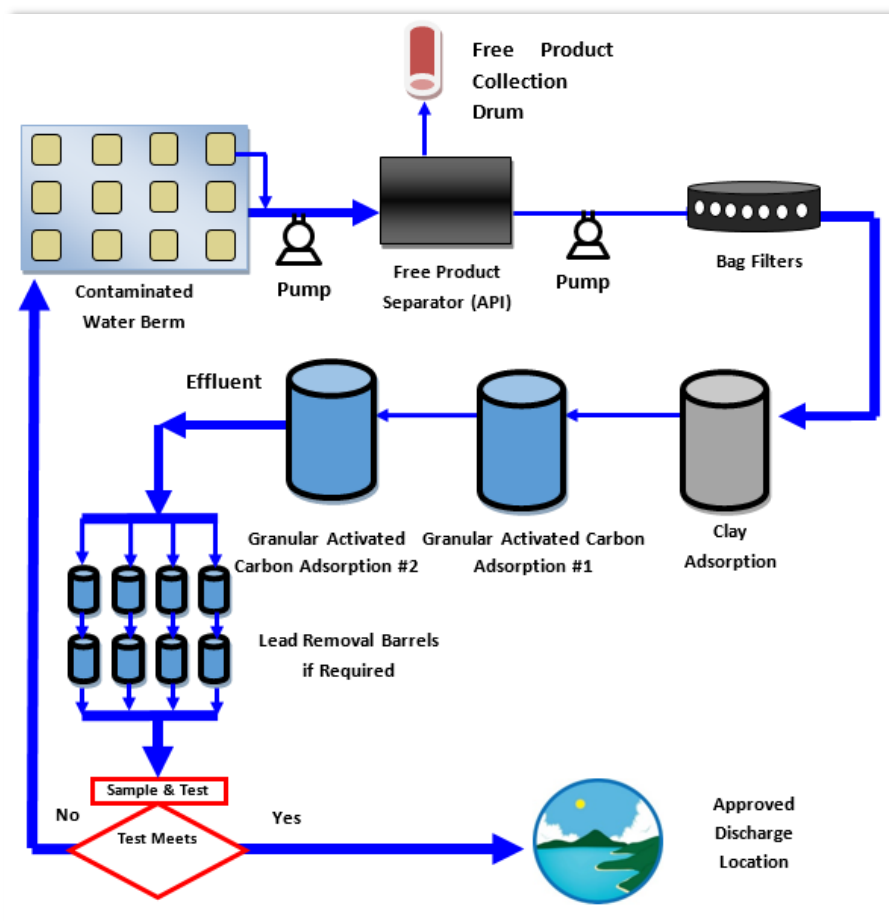 Free Product
Collection
Drum
Contaminated
Water Berm
Pump
Free Product
Separator (API)
Pump
Bag Filters
Effluent
Granular Activated
Carbon Adsorption #2
Granular Activated Carbon
Adsorption #1
Clay
Adsorption
Lead Removal Barrels
if Required
Sample & Test
No
Test Meets
Yes
Approved
Discharge
Location